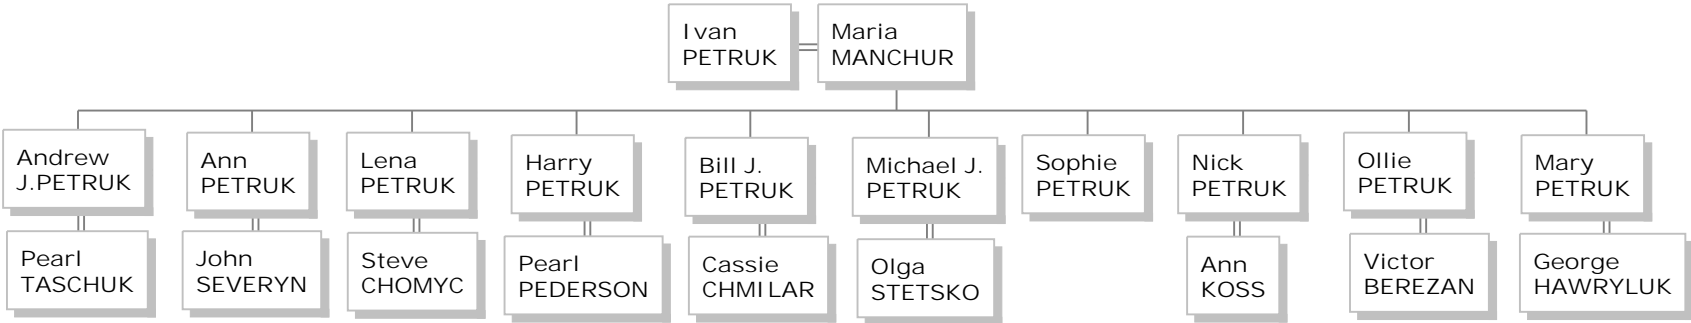 Ivan
PETRUK
Maria
MANCHUR
Andrew
J.PETRUK
Ann
PETRUK
Lena
PETRUK
Harry
PETRUK
Bill J.
PETRUK
Michael J.
PETRUK
Sophie
PETRUK
Nick
PETRUK
Ollie
PETRUK
Mary
PETRUK
Pearl
TASCHUK
John
SEVERYN
Steve
CHOMYC
Pearl
PEDERSON
Cassie
CHMILAR
Olga
STETSKO
Ann
KOSS
Victor
BEREZAN
George
HAWRYLUK